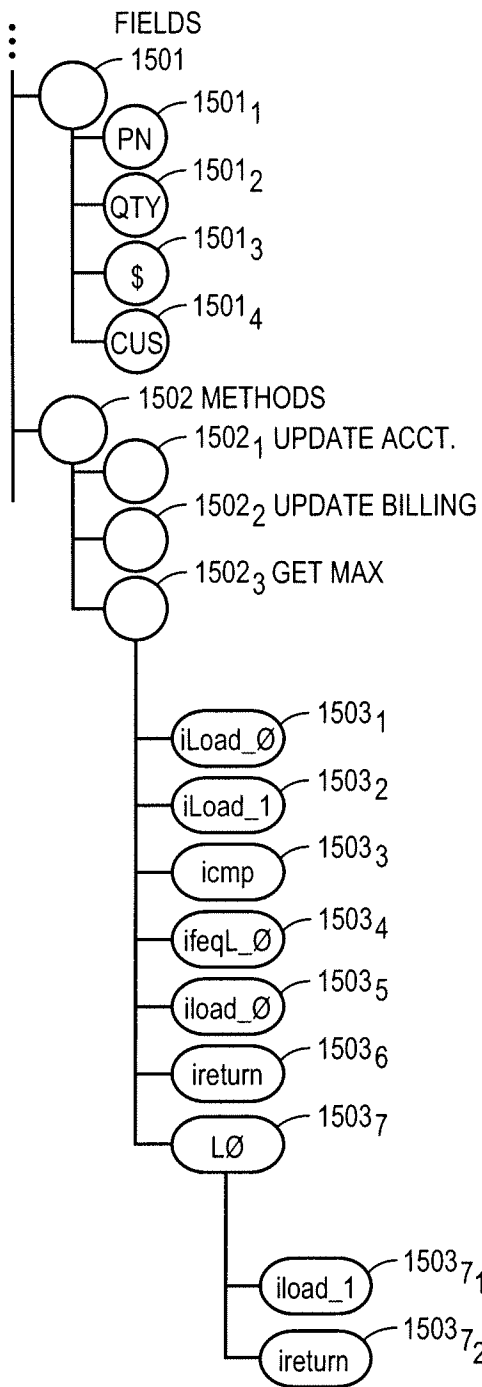 FIELDS
1501
PN 1501₁
QTY 1501₂
$ 1501₃
CUS 1501₄
1502 METHODS
1502₁ UPDATE ACCT.
1502₂ UPDATE BILLING
1502₃ GET MAX
iLoad_Ø 1503₁
iLoad_1 1503₂
icmp 1503₃
ifeqL_Ø 1503₄
iload_Ø 1503₅
ireturn 1503₆
LØ 1503₇
iload_1 1503₇₁
ireturn 1503₇₂